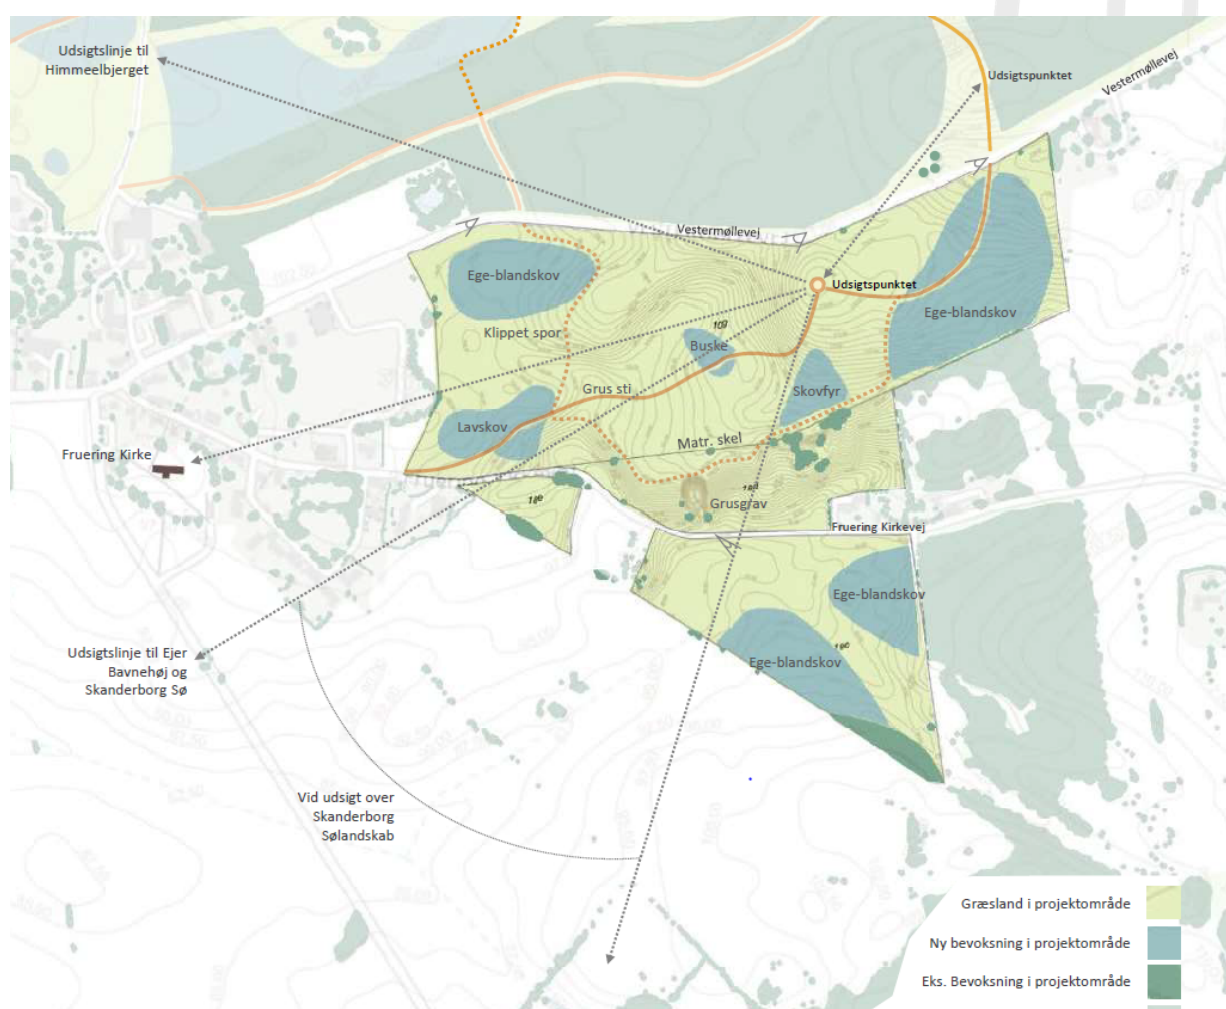 Udsigtslinje til
Himmeelbjerget
Udsigtspunktet
Vestermøllevej
Vestermøllevej
Ege-blandskov
Udsigtspunktet
Ege-blandskov
Klippet spor
10g
Buske
Grus sti
Skovfyr
Lavskov
Matr. skel
Fruering Kirke
Grusgrav
Fruering Kirkevej
Ege-blandskov
Udsigtslinje til Ejer
Bavnehøj og
Skanderborg Sø
Ege-blandskov
Vid udsigt over
Skanderborg
Sølandskab
Græsland i projektområde
Ny bevoksning i projektområde
Eks. Bevoksning i projektområde